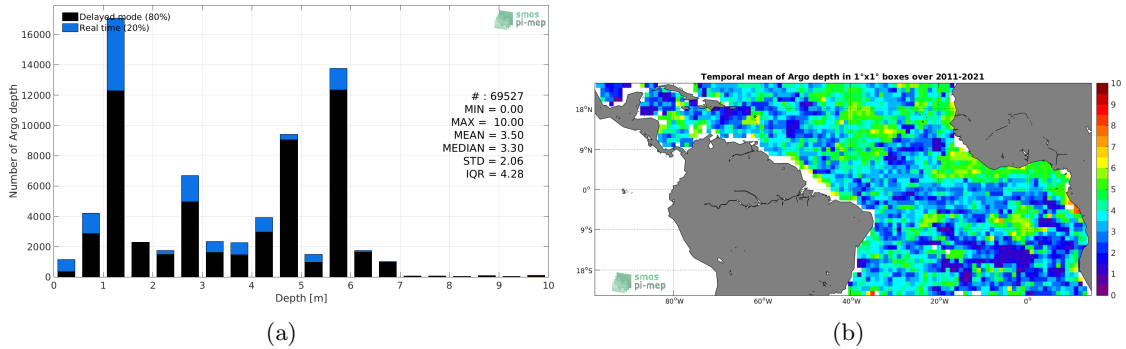 Delayed mode (80%)
Real time (20%)
smos
pi-mep
16000
14000
12000
10000
8000
6000
4000
2000
0
Number of Argo depth
# : 69527
MIN = 0.00
MAX = 10.00
MEAN = 3.50
MEDIAN = 3.30
STD = 2.06
IQR = 4.28
0 1 2 3 4 5 6 7 8 9 10
Depth [m]
(a)
Temporal mean of Argo depth in 1°x1° boxes over 2011-2021
18°N
9°N
0°
9°S
18°S
80°W 60°W 40°W 20°W 0°
smos
pi-mep
10
9
8
7
6
5
4
3
2
1
0
(b)